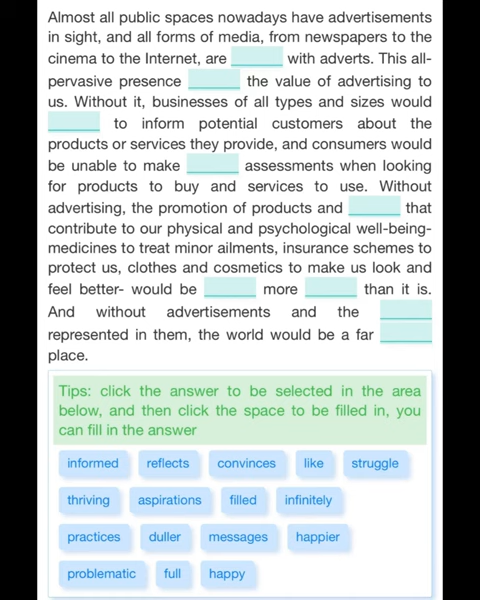 Almost all public spaces nowadays have advertisements
in sight, and all forms of media, from newspapers to the
cinema to the Internet, are with adverts. This all-
pervasive presence the value of advertising to
us. Without it, businesses of all types and sizes would
to inform potential customers about the
products or services they provide, and consumers would
be unable to make assessments when looking
for products to buy and services to use. Without
advertising, the promotion of products and that
contribute to our physical and psychological well-being-
medicines to treat minor ailments, insurance schemes to
protect us, clothes and cosmetics to make us look and
feel better- would be more than it is.
And without advertisements and the
represented in them, the world would be a far
place.
Tips: click the answer to be selected in the area
below, and then click the space to be filled in, you
can fill in the answer
informed reflects convinces like struggle
thriving aspirations filled infinitely
practices duller messages happier
problematic full happy